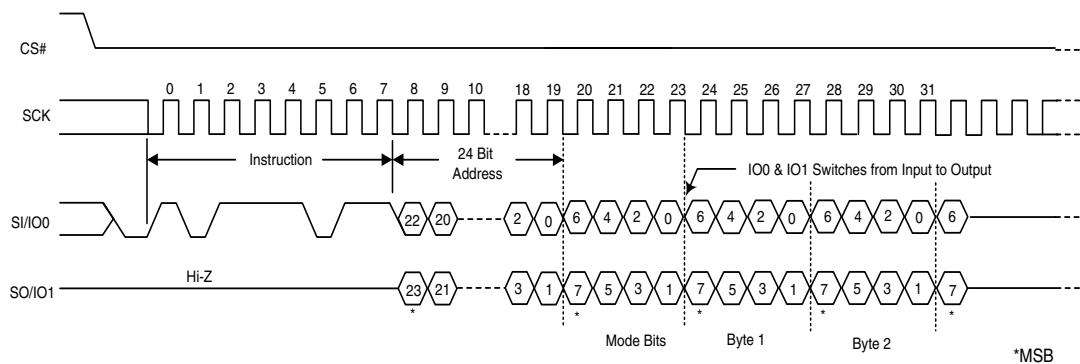 CS#
0 1 2 3 4 5 6 7 8 9 10 18 19 20 21 22 23 24 25 26 27 28 29 30 31
SCK
Instruction
24 Bit
Address
IO0 & IO1 Switches from Input to Output
SI/IO0 22 20 2 0 6 4 2 0 6 4 2 0 6 4 2 0 6
Hi-Z
SO/IO1 23 21 3 1 7 5 3 1 7 5 3 1 7 5 3 1 7
* * * * *
Mode Bits Byte 1 Byte 2
*MSB